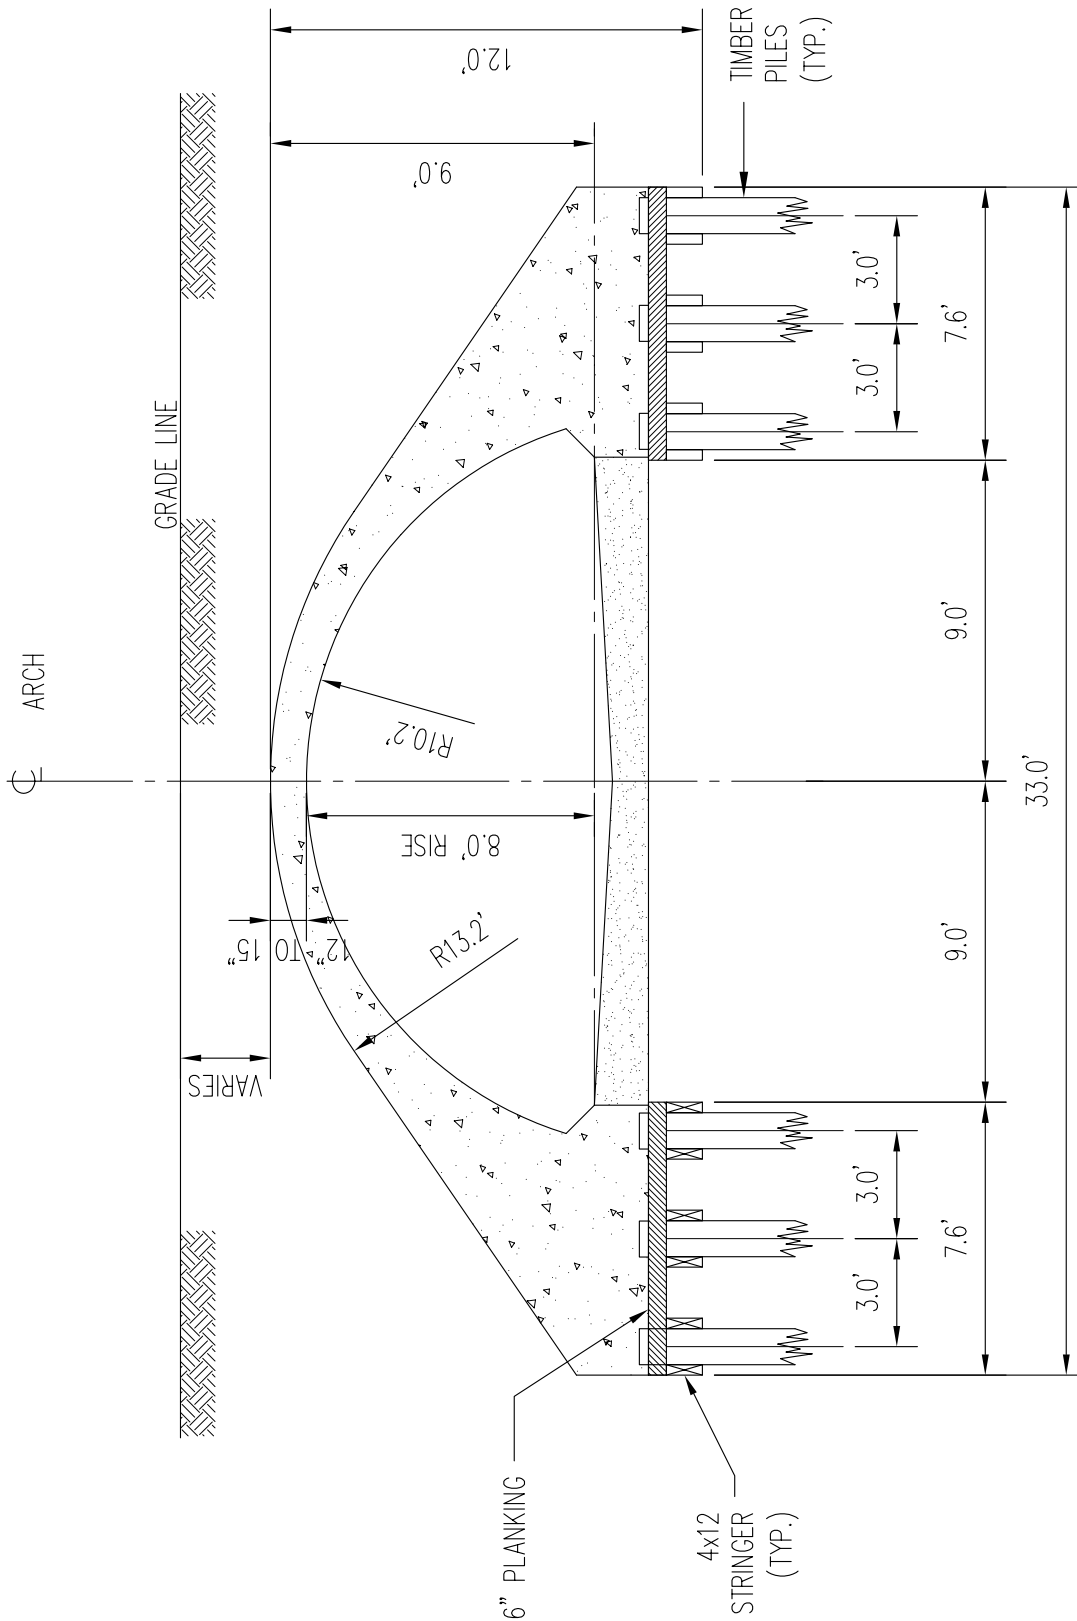 ℄ ARCH
GRADE LINE
VARIES
12" TO 15"
8.0' RISE
R10.2'
R13.2'
9.0'
12.0'
TIMBER
PILES
(TYP.)
6" PLANKING
4x12
STRINGER
(TYP.)
3.0'
3.0'
3.0'
3.0'
7.6'
9.0'
9.0'
7.6'
33.0'